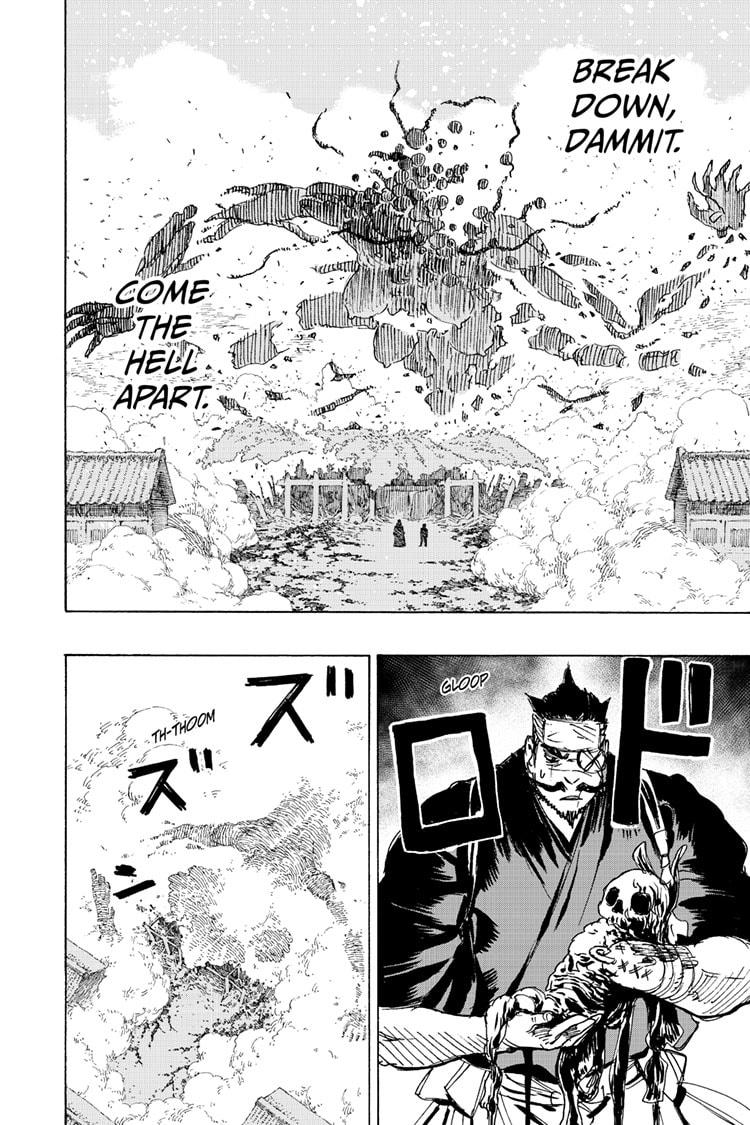 BREAK
DOWN,
DAMMIT.
COME
THE
HELL
APART.
GLOOP
ドロ
TH-THOOM
ズズ
ン